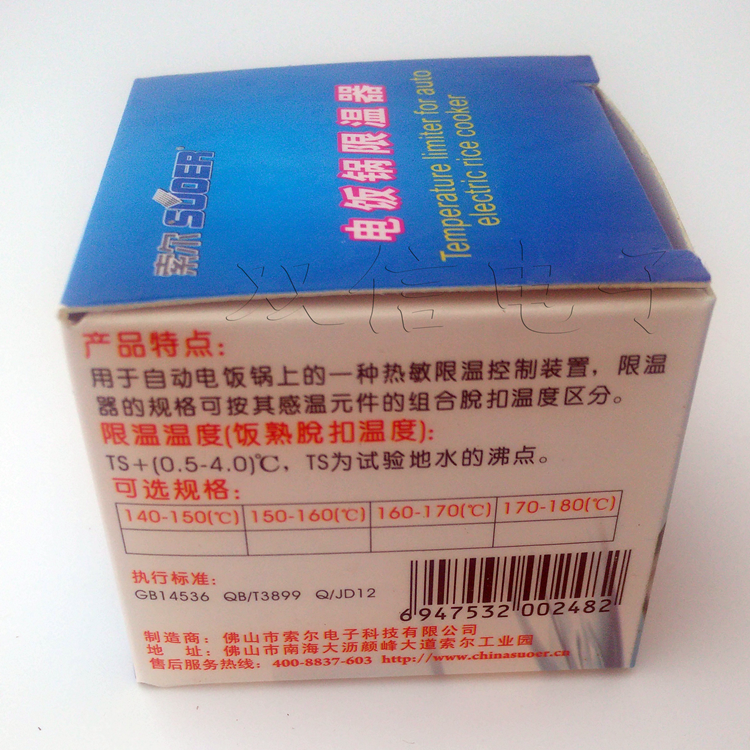 索尔 SUOER®
电饭锅限温器
Temperature limiter for auto
electric rice cooker
双信电子
产品特点:
用于自动电饭锅上的一种热敏限温控制装置，限温
器的规格可按其感温元件的组合脱扣温度区分。
限温温度(饭熟脱扣温度):
TS+(0.5-4.0)℃，TS为试验地水的沸点。
可选规格:
140-150(℃) 150-160(℃) 160-170(℃) 170-180(℃)
执行标准:
GB14536 QB/T3899 Q/JD12
6 947532 002482
制造商: 佛山市索尔电子科技有限公司
地 址: 佛山市南海大沥颜峰大道索尔工业园
售后服务热线: 400-8837-603 http://www.chinasuoer.cn